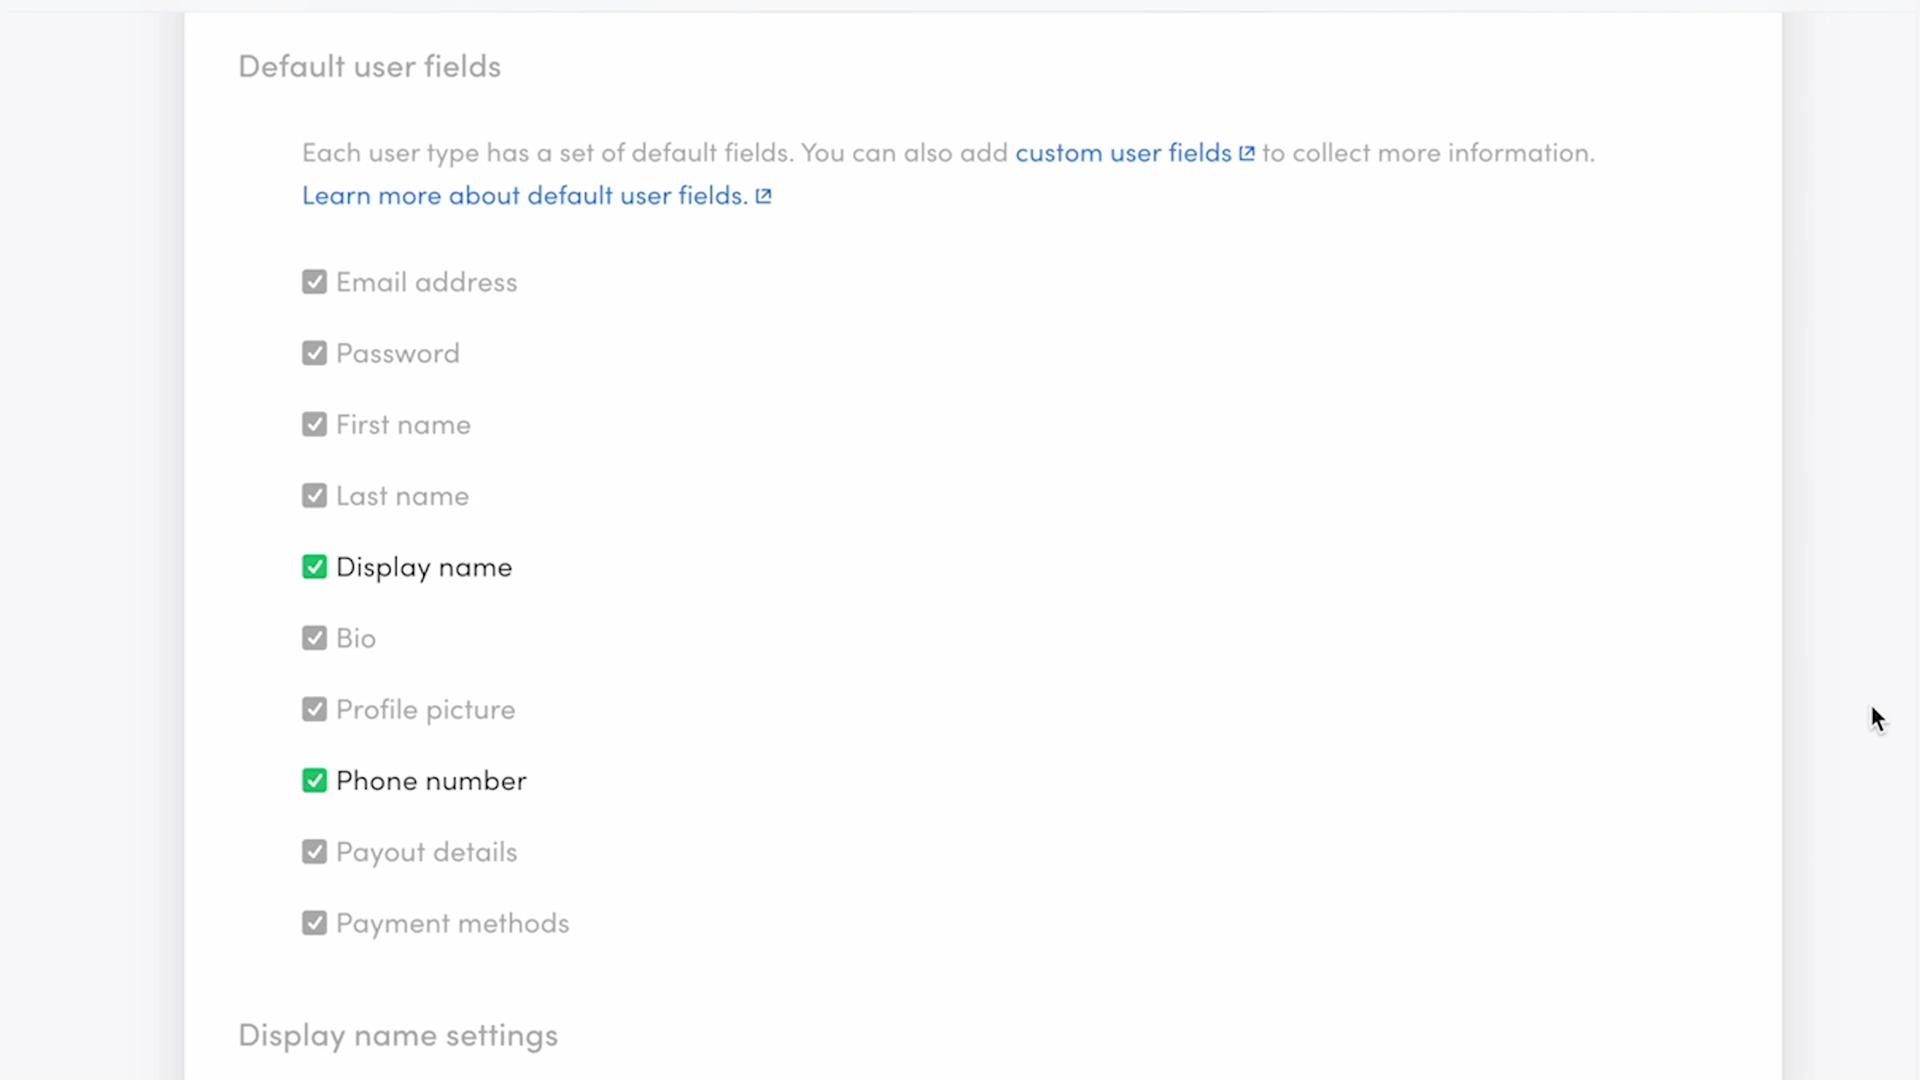 Default user fields
Each user type has a set of default fields. You can also add custom user fields to collect more information.
Learn more about default user fields.
Email address
Password
First name
Last name
Display name
Bio
Profile picture
Phone number
Payout details
Payment methods
Display name settings